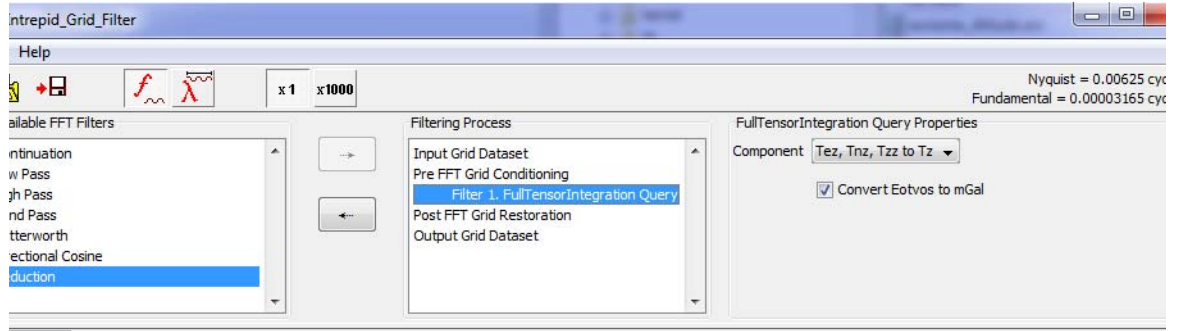 Intrepid_Grid_Filter
Help
x1 x1000
Nyquist = 0.00625 cyc
Fundamental = 0.00003165 cyc
ailable FFT Filters
ontinuation
w Pass
gh Pass
nd Pass
tterworth
rectional Cosine
duction
Filtering Process
Input Grid Dataset
Pre FFT Grid Conditioning
Filter 1. FullTensorIntegration Query
Post FFT Grid Restoration
Output Grid Dataset
FullTensorIntegration Query Properties
Component Tez, Tnz, Tzz to Tz
Convert Eotvos to mGal